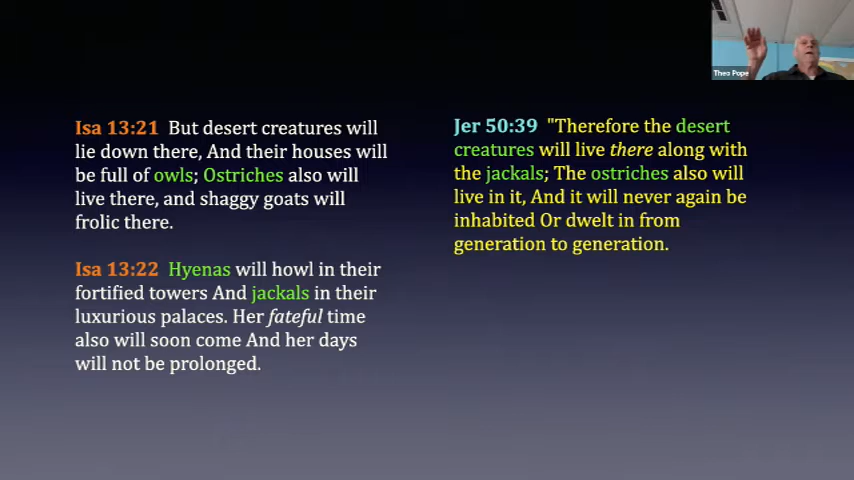 Thea Pope
Isa 13:21 But desert creatures will
lie down there, And their houses will
be full of owls; Ostriches also will
live there, and shaggy goats will
frolic there.
Isa 13:22 Hyenas will howl in their
fortified towers And jackals in their
luxurious palaces. Her fateful time
also will soon come And her days
will not be prolonged.
Jer 50:39 "Therefore the desert
creatures will live there along with
the jackals; The ostriches also will
live in it, And it will never again be
inhabited Or dwelt in from
generation to generation.